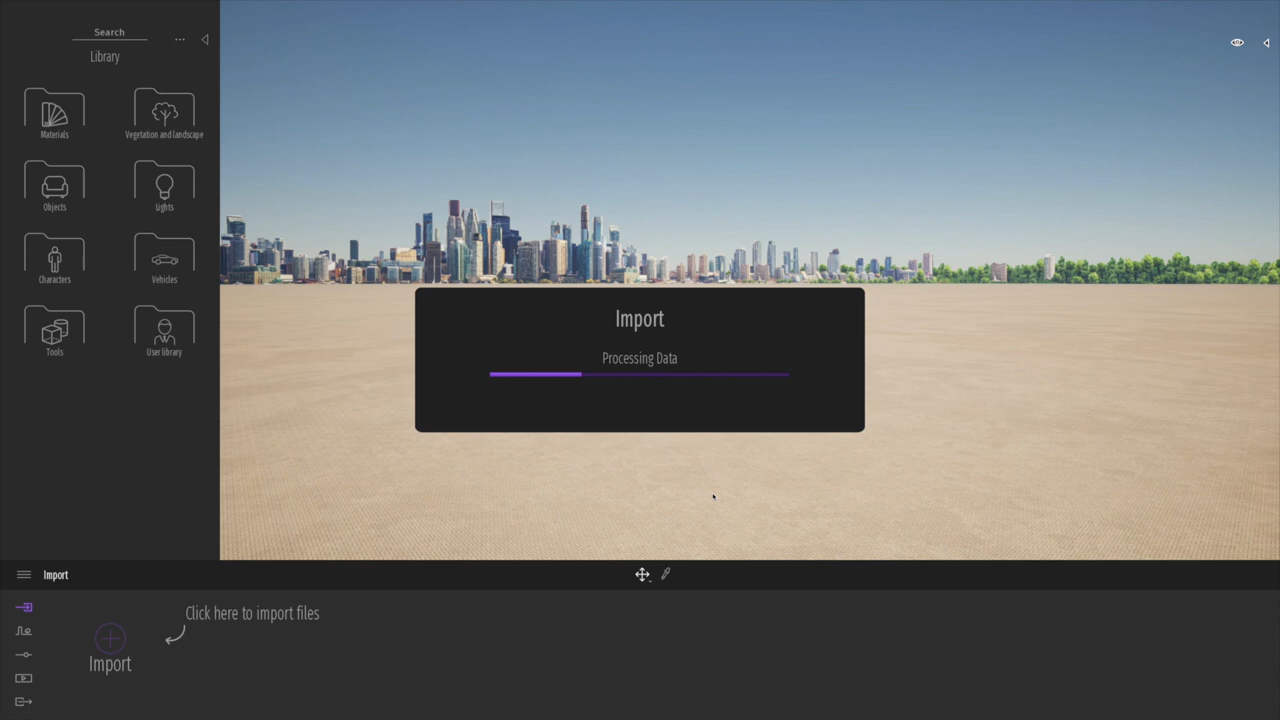 Search
...
Library
Materials
Vegetation and landscape
Objects
Lights
Characters
Vehicles
Tools
User library
Import
Processing Data
Import
Click here to import files
Import